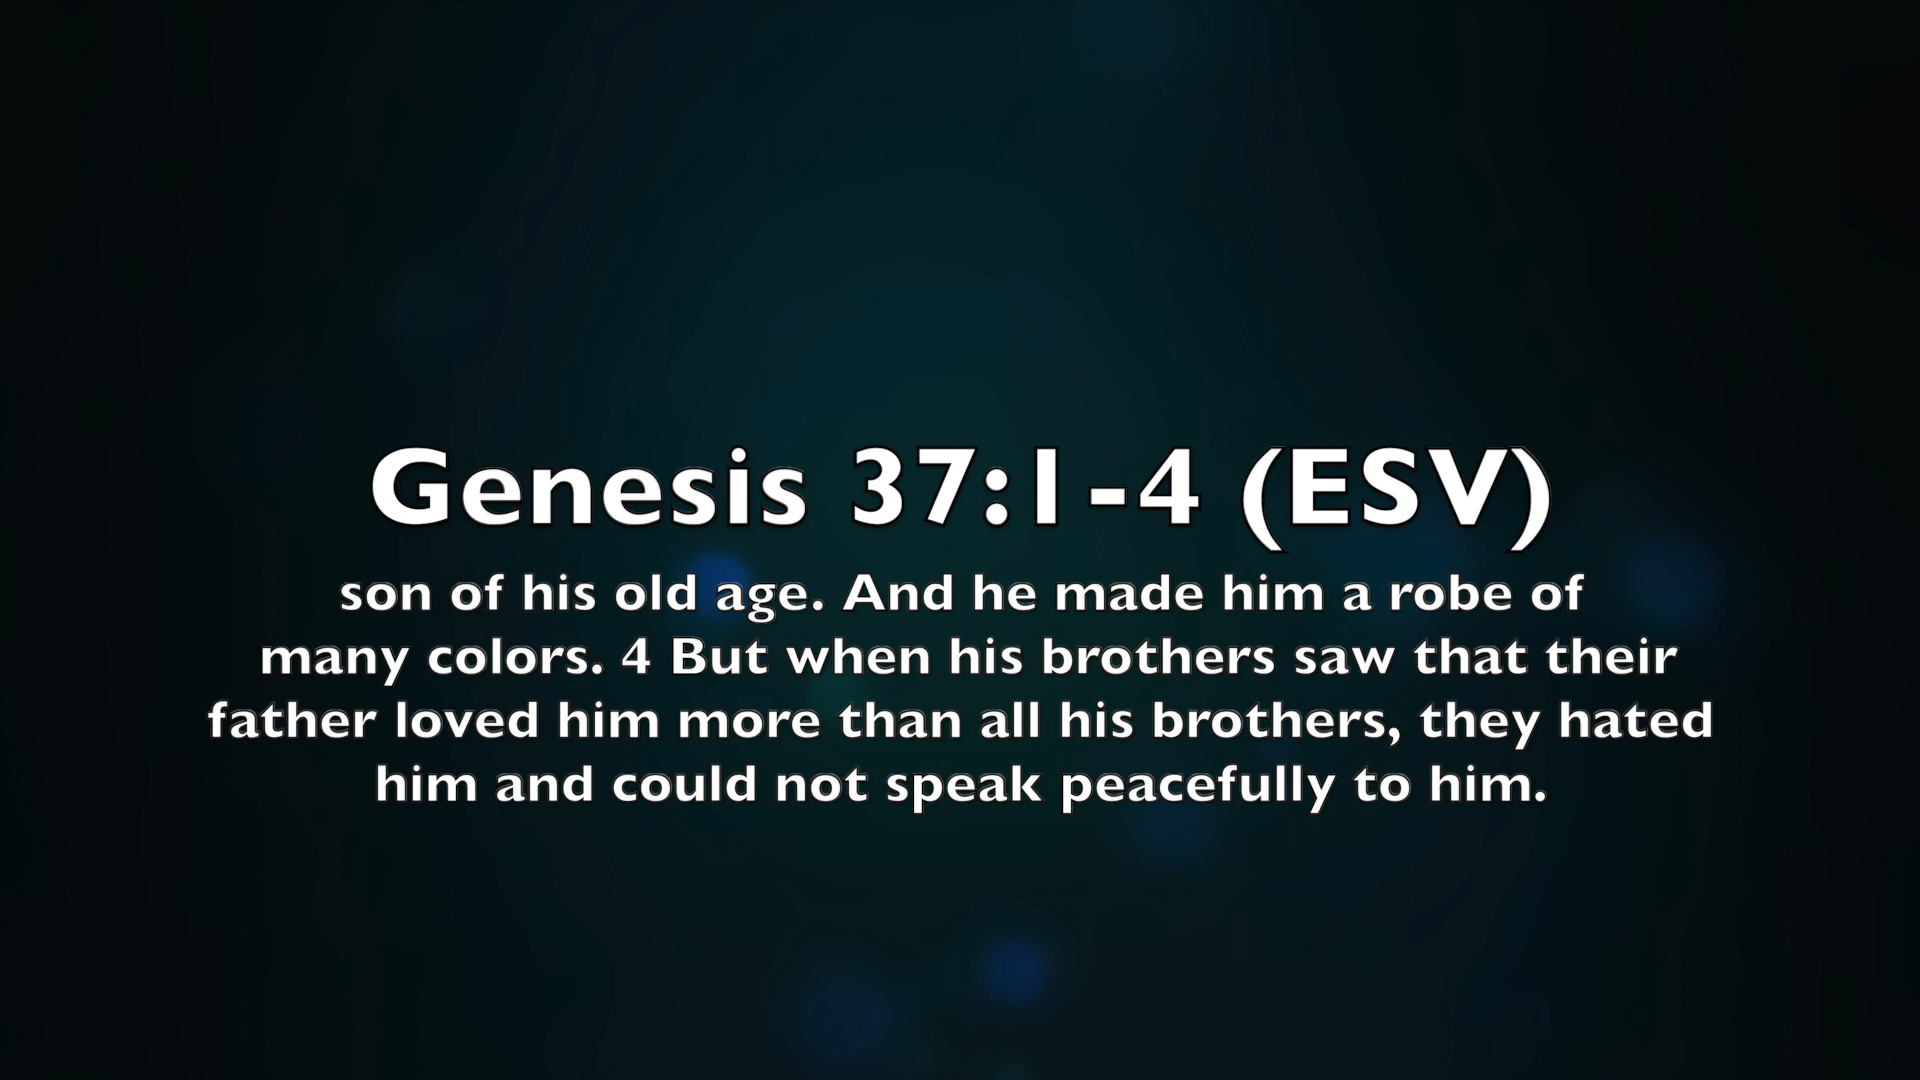 Genesis 37:1-4 (ESV)
son of his old age. And he made him a robe of
many colors. 4 But when his brothers saw that their
father loved him more than all his brothers, they hated
him and could not speak peacefully to him.